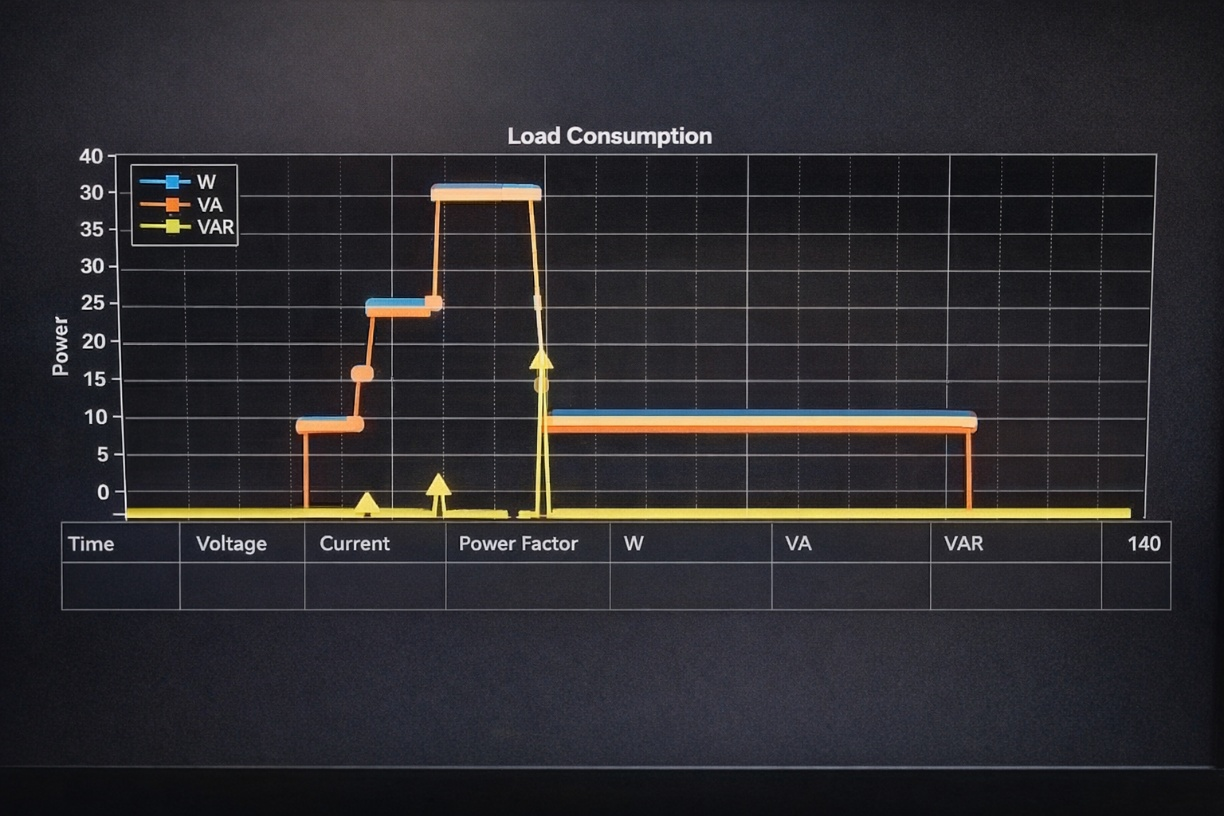 Load Consumption
40
30
35
30
25
20
15
10
5
0
Power
W
VA
VAR
Time Voltage Current Power Factor W VA VAR 140